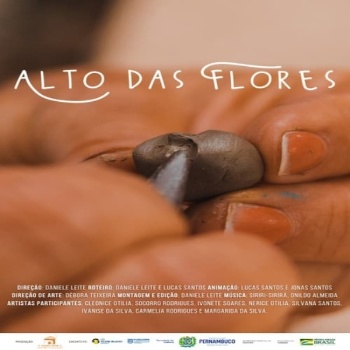 ALTO DAS FLORES
DIREÇÃO: DANIELE LEITE ROTEIRO: DANIELE LEITE E LUCAS SANTOS ANIMAÇÃO: LUCAS SANTOS E JONAS SANTOS
DIREÇÃO DE ARTE: DÉBORA TEIXEIRA MONTAGEM E EDIÇÃO: DANIELE LEITE MÚSICA: SIRIRI-SIRIRÁ, ONILDO ALMEIDA
ARTISTAS PARTICIPANTES: CLEONICE OTILIA, SOCORRO RODRIGUES, IVONETE SOARES, NERICE OTILIA, SILVANA SANTOS,
IVANISE DA SILVA, CARMELIA RODRIGUES E MARGARIDA DA SILVA
PERNAMBUCO
BRASIL